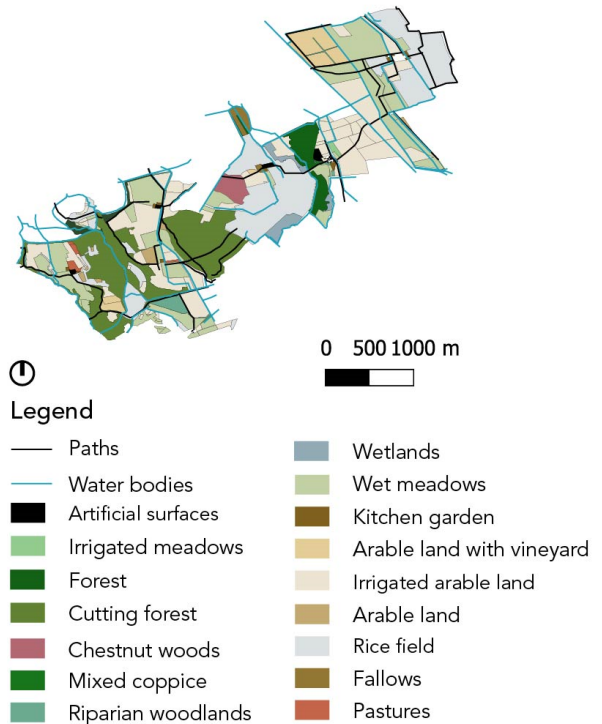 0 500 1000 m
Legend
Paths
Water bodies
Artificial surfaces
Irrigated meadows
Forest
Cutting forest
Chestnut woods
Mixed coppice
Riparian woodlands
Wetlands
Wet meadows
Kitchen garden
Arable land with vineyard
Irrigated arable land
Arable land
Rice field
Fallows
Pastures